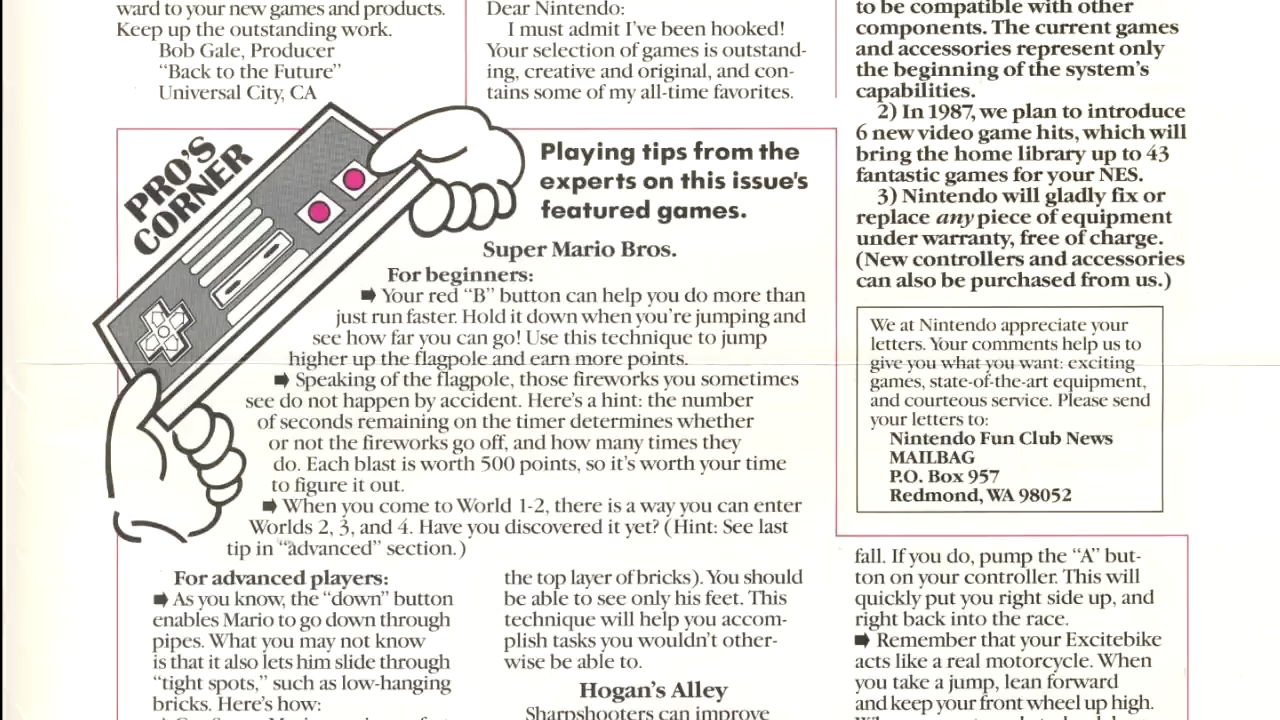 ward to your new games and products.
Keep up the outstanding work.
Bob Gale, Producer
“Back to the Future”
Universal City, CA
Dear Nintendo:
I must admit I’ve been hooked!
Your selection of games is outstand-
ing, creative and original, and con-
tains some of my all-time favorites.
to be compatible with other
components. The current games
and accessories represent only
the beginning of the system’s
capabilities.
2) In 1987, we plan to introduce
6 new video game hits, which will
bring the home library up to 43
fantastic games for your NES.
3) Nintendo will gladly fix or
replace any piece of equipment
under warranty, free of charge.
(New controllers and accessories
can also be purchased from us.)
We at Nintendo appreciate your
letters. Your comments help us to
give you what you want: exciting
games, state-of-the-art equipment,
and courteous service. Please send
your letters to:
Nintendo Fun Club News
MAILBAG
P.O. Box 957
Redmond, WA 98052
PRO’S
CORNER
Playing tips from the
experts on this issue's
featured games.
Super Mario Bros.
For beginners:
➡ Your red “B” button can help you do more than
just run faster. Hold it down when you’re jumping and
see how far you can go! Use this technique to jump
higher up the flagpole and earn more points.
➡ Speaking of the flagpole, those fireworks you sometimes
see do not happen by accident. Here’s a hint: the number
of seconds remaining on the timer determines whether
or not the fireworks go off, and how many times they
do. Each blast is worth 500 points, so it’s worth your time
to figure it out.
➡ When you come to World 1-2, there is a way you can enter
Worlds 2, 3, and 4. Have you discovered it yet? (Hint: See last
tip in “advanced” section.)
For advanced players:
➡ As you know, the “down” button
enables Mario to go down through
pipes. What you may not know
is that it also lets him slide through
“tight spots,” such as low-hanging
bricks. Here’s how:
the top layer of bricks). You should
be able to see only his feet. This
technique will help you accom-
plish tasks you wouldn’t other-
wise be able to.
Hogan’s Alley
Sharpshooters can improve
fall. If you do, pump the “A” but-
ton on your controller. This will
quickly put you right side up, and
right back into the race.
➡ Remember that your Excitebike
acts like a real motorcycle. When
you take a jump, lean forward
and keep your front wheel up high.